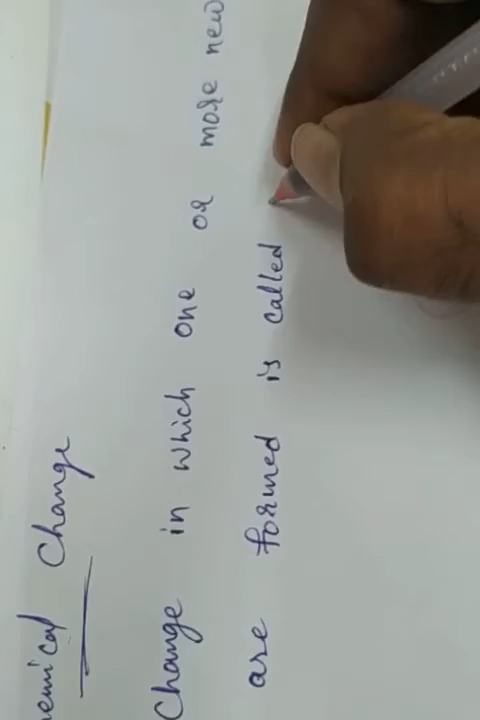 emical Change
Change in which one or more new
are formed is called